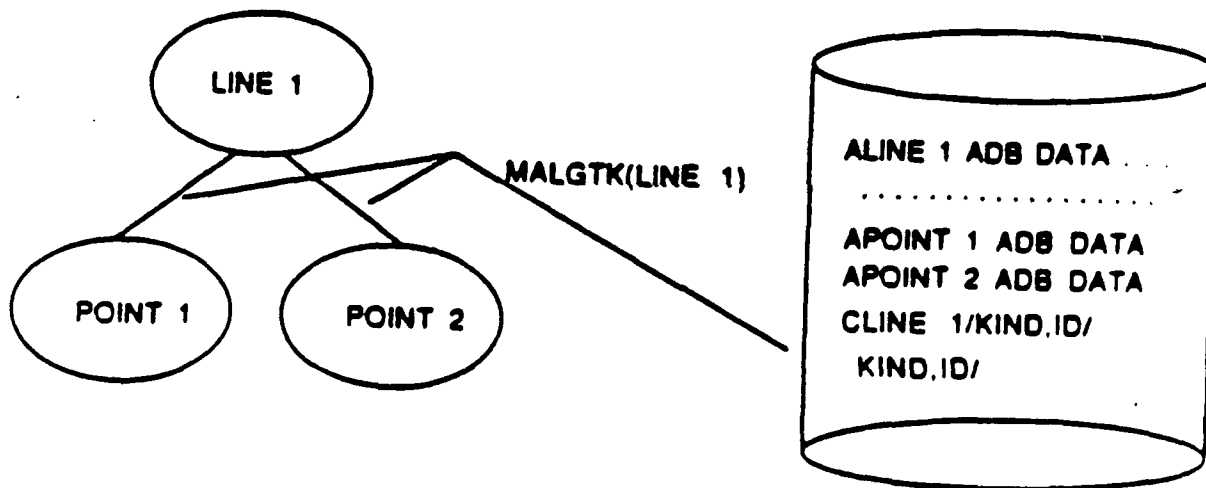 LINE 1
POINT 1
POINT 2
MALGTK(LINE 1)
ALINE 1 ADB DATA . . . .
. . . . . . . . . . . . . . . . . .
APOINT 1 ADB DATA
APOINT 2 ADB DATA
CLINE 1/KIND,ID/
KIND,ID/